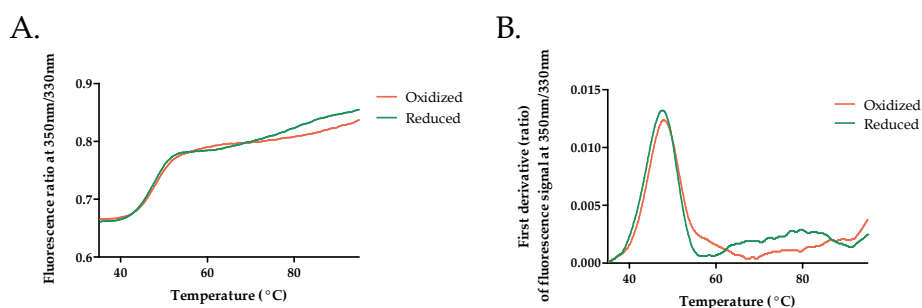 A.
Fluorescence ratio at 350nm/330nm
0.9
0.8
0.7
0.6
40
60
80
Temperature (°C)
Oxidized
Reduced
B.
First derivative (ratio)
of fluorescence signal at 350nm/330nm
0.015
0.010
0.005
0.000
40
60
80
Temperature (°C)
Oxidized
Reduced